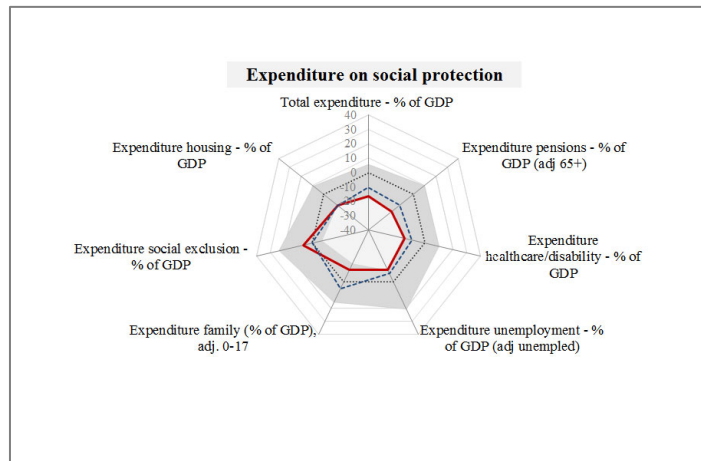 Expenditure on social protection
Total expenditure - % of GDP
40
30
20
10
0
-10
-20
-30
-40
Expenditure pensions - % of
GDP (adj 65+)
Expenditure
healthcare/disability - % of
GDP
Expenditure unemployment - %
of GDP (adj unempled)
Expenditure family (% of GDP),
adj. 0-17
Expenditure social exclusion -
% of GDP
Expenditure housing - % of
GDP